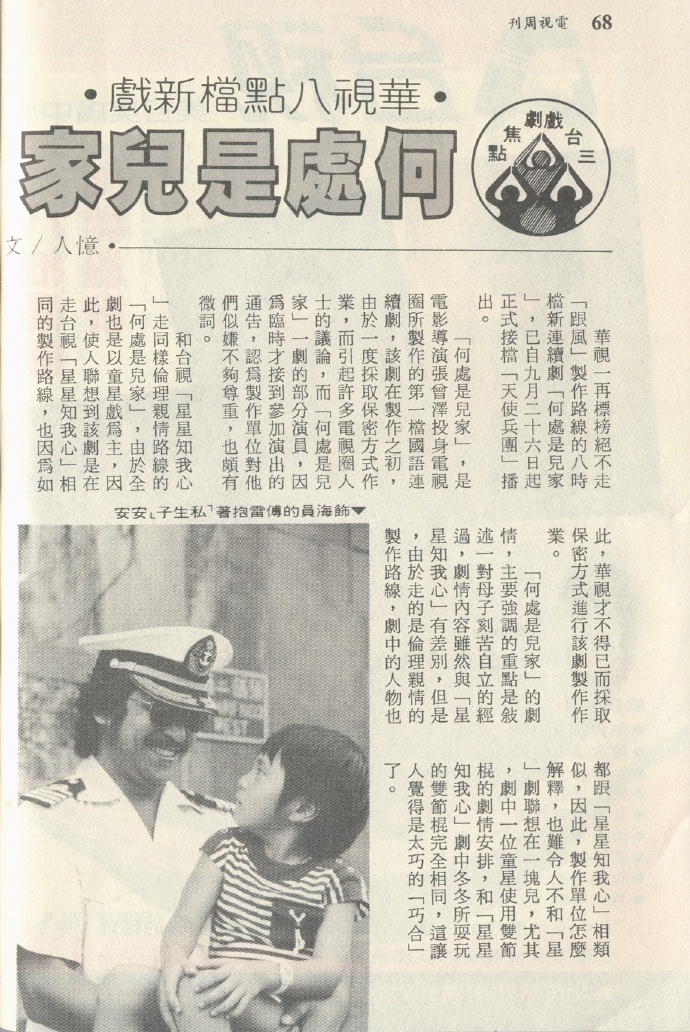 刊周視電 68
•戲新檔點八視華•
家兒是處何
三台戲劇焦點
文/人憶•
華視一再標榜絕不走
「跟風」製作路線的八時
檔新連續劇「何處是兒家
」，已自九月二十六日起
正式接檔「天使兵團」播
出。
「何處是兒家」，是
電影導演張曾澤投身電視
圈所製作的第一檔國語連
續劇，該劇在製作之初，
由於一度採取保密方式作
業，而引起許多電視圈人
士的議論，而「何處是兒
家」一劇的部分演員，因
爲臨時才接到參加演出的
通告，認爲製作單位對他
們似嫌不夠尊重，也頗有
微詞。
和台視「星星知我心
」走同樣倫理親情路線的
「何處是兒家」，由於全
劇也是以童星戲爲主，因
此，使人聯想到該劇是在
走台視「星星知我心」相
同的製作路線，也因爲如
此，華視才不得已而採取
保密方式進行該劇製作作
業。
「何處是兒家」的劇
情，主要強調的重點是敍
述一對母子刻苦自立的經
過，劇情內容雖然與「星
星知我心」有差別，但是
，由於走的是倫理親情的
製作路線，劇中的人物也
都跟「星星知我心」相類
似，因此，製作單位怎麼
解釋，也難令人不和「星
」劇聯想在一塊兒，尤其
，劇中一位童星使用雙節
棍的劇情安排，和「星星
知我心」劇中冬冬所耍玩
的雙節棍完全相同，這讓
人覺得是太巧的「巧合」
了。
安安」子生私「著抱雷傅的員海飾▼